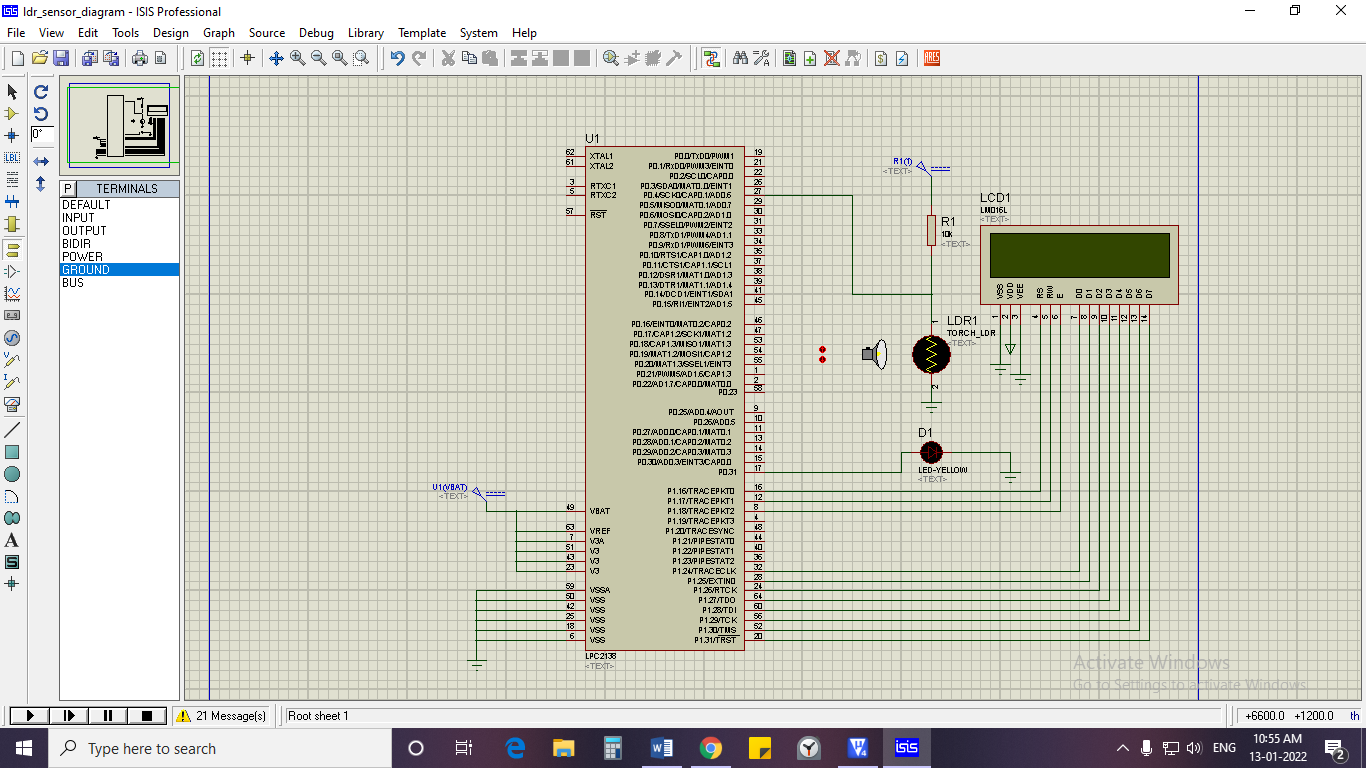 ldr_sensor_diagram - ISIS Professional
File View Edit Tools Design Graph Source Debug Library Template System Help
ARES
P TERMINALS
0°
LBL
DEFAULT
INPUT
OUTPUT
BIDIR
POWER
GROUND
BUS
A
S
U1
62 XTAL1
61 XTAL2
3 RTXC1
5 RTXC2
57 RST
49 VBAT
63 VREF
7 V3A
51 V3
43 V3
23 V3
59 VSSA
50 VSS
42 VSS
25 VSS
18 VSS
6 VSS
P0.0/TxD0/PWM1 19
P0.1/RxD0/PWM3/EINT0 21
P0.2/SCL0/CAP0.0 22
P0.3/SDA0/MAT0.0/EINT1 26
P0.4/SCK0/CAP0.1/AD0.6 27
P0.5/MISO0/MAT0.1/AD0.7 29
P0.6/MOSI0/CAP0.2/AD1.0 30
P0.7/SSEL0/PWM2/EINT2 31
P0.8/TxD1/PWM4/AD1.1 33
P0.9/RxD1/PWM6/EINT3 34
P0.10/RTS1/CAP1.0/AD1.2 35
P0.11/CTS1/CAP1.1/SCL1 37
P0.12/DSR1/MAT1.0/AD1.3 38
P0.13/DTR1/MAT1.1/AD1.4 39
P0.14/DCD1/EINT1/SDA1 41
P0.15/RI1/EINT2/AD1.5 45
P0.16/EINT0/MAT0.2/CAP0.2 46
P0.17/CAP1.2/SCK1/MAT1.2 47
P0.18/CAP1.3/MISO1/MAT1.3 53
P0.19/MAT1.2/MOSI1/CAP1.2 54
P0.20/MAT1.3/SSEL1/EINT3 55
P0.21/PWM5/AD1.6/CAP1.3 1
P0.22/AD1.7/CAP0.0/MAT0.0 2
P0.23 58
P0.25/AD0.4/AOUT 9
P0.26/AD0.5 10
P0.27/AD0.0/CAP0.1/MAT0.1 11
P0.28/AD0.1/CAP0.2/MAT0.2 13
P0.29/AD0.2/CAP0.3/MAT0.3 14
P0.30/AD0.3/EINT3/CAP0.0 15
P0.31 17
P1.16/TRACEPKT0 16
P1.17/TRACEPKT1 12
P1.18/TRACEPKT2 8
P1.19/TRACEPKT3 4
P1.20/TRACESYNC 48
P1.21/PIPESTAT0 44
P1.22/PIPESTAT1 40
P1.23/PIPESTAT2 36
P1.24/TRACECLK 32
P1.25/EXTIN0 28
P1.26/RTCK 24
P1.27/TDO 64
P1.28/TDI 60
P1.29/TCK 56
P1.30/TMS 52
P1.31/TRST 20
LPC2138
<TEXT>
U1(VBAT)
<TEXT>
R1(1)
<TEXT>
R1
10k
<TEXT>
LCD1
LM016L
<TEXT>
VSS VDD VEE RS RW E D0 D1 D2 D3 D4 D5 D6 D7
1 2 3 4 5 6 7 8 9 10 11 12 13 14
1
LDR1
TORCH_LDR
<TEXT>
2
D1
LED-YELLOW
<TEXT>
Activate Windows
Go to Settings to activate Windows.
21 Message(s) Root sheet 1 +6600.0 +1200.0 th
Type here to search
ISIS
ENG
10:55 AM
13-01-2022
2